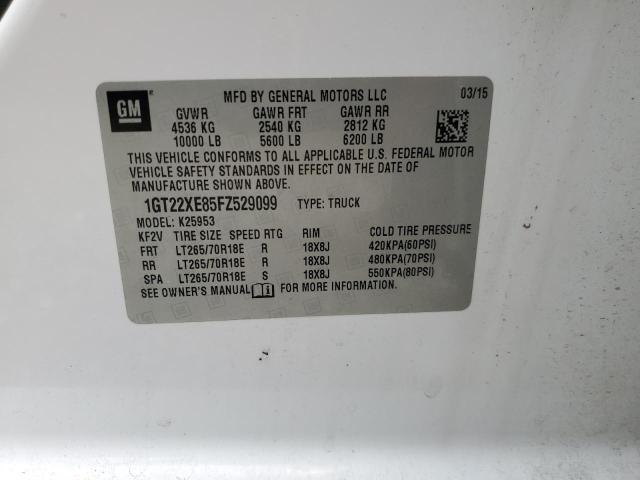 GM
MFD BY GENERAL MOTORS LLC 03/15
GVWR GAWR FRT GAWR RR
4536 KG 2540 KG 2812 KG
10000 LB 5600 LB 6200 LB
THIS VEHICLE CONFORMS TO ALL APPLICABLE U.S. FEDERAL MOTOR
VEHICLE SAFETY STANDARDS IN EFFECT ON THE DATE OF
MANUFACTURE SHOWN ABOVE.
1GT22XE85FZ529099 TYPE: TRUCK
MODEL: K25953
KF2V TIRE SIZE SPEED RTG RIM COLD TIRE PRESSURE
FRT LT265/70R18E R 18X8J 420KPA(60PSI)
RR LT265/70R18E R 18X8J 480KPA(70PSI)
SPA LT265/70R18E S 18X8J 550KPA(80PSI)
SEE OWNER'S MANUAL FOR MORE INFORMATION.